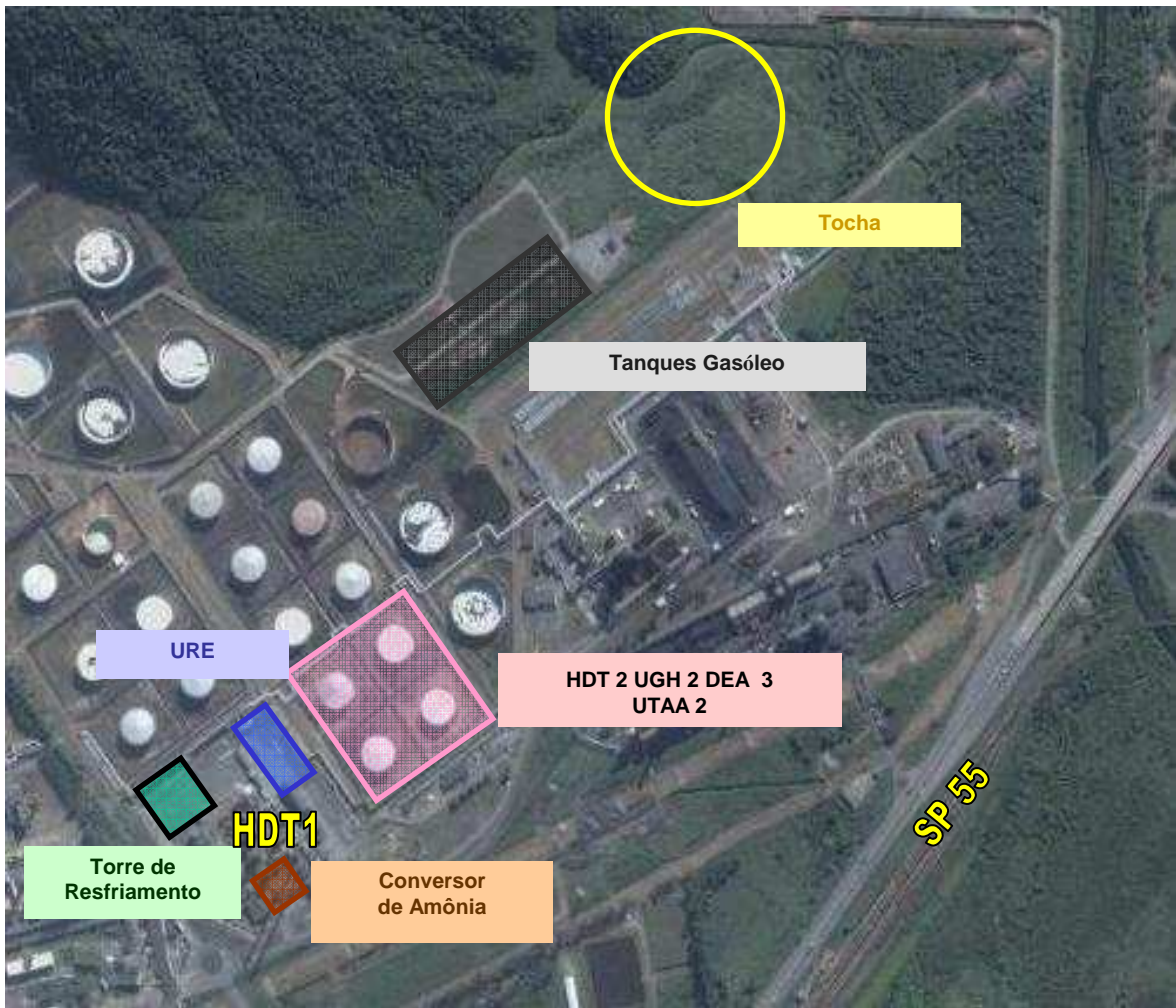 Tocha
Tanques Gasóleo
URE
HDT 2 UGH 2 DEA 3
UTAA 2
SP 55
HDT1
Torre de
Resfriamento
Conversor
de Amônia